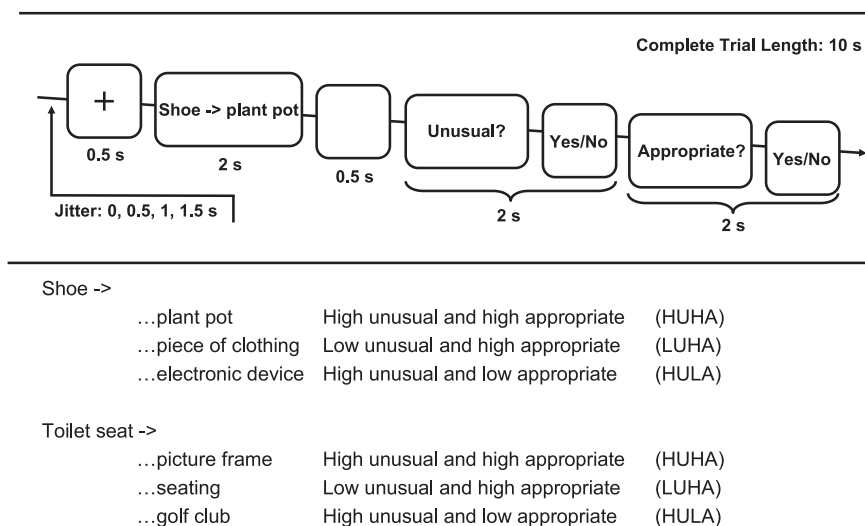 Complete Trial Length: 10 s
+
Shoe -> plant pot
Unusual?
Yes/No
Appropriate?
Yes/No
0.5 s
2 s
0.5 s
2 s
2 s
Jitter: 0, 0.5, 1, 1.5 s
Shoe ->
...plant pot High unusual and high appropriate (HUHA)
...piece of clothing Low unusual and high appropriate (LUHA)
...electronic device High unusual and low appropriate (HULA)
Toilet seat ->
...picture frame High unusual and high appropriate (HUHA)
...seating Low unusual and high appropriate (LUHA)
...golf club High unusual and low appropriate (HULA)